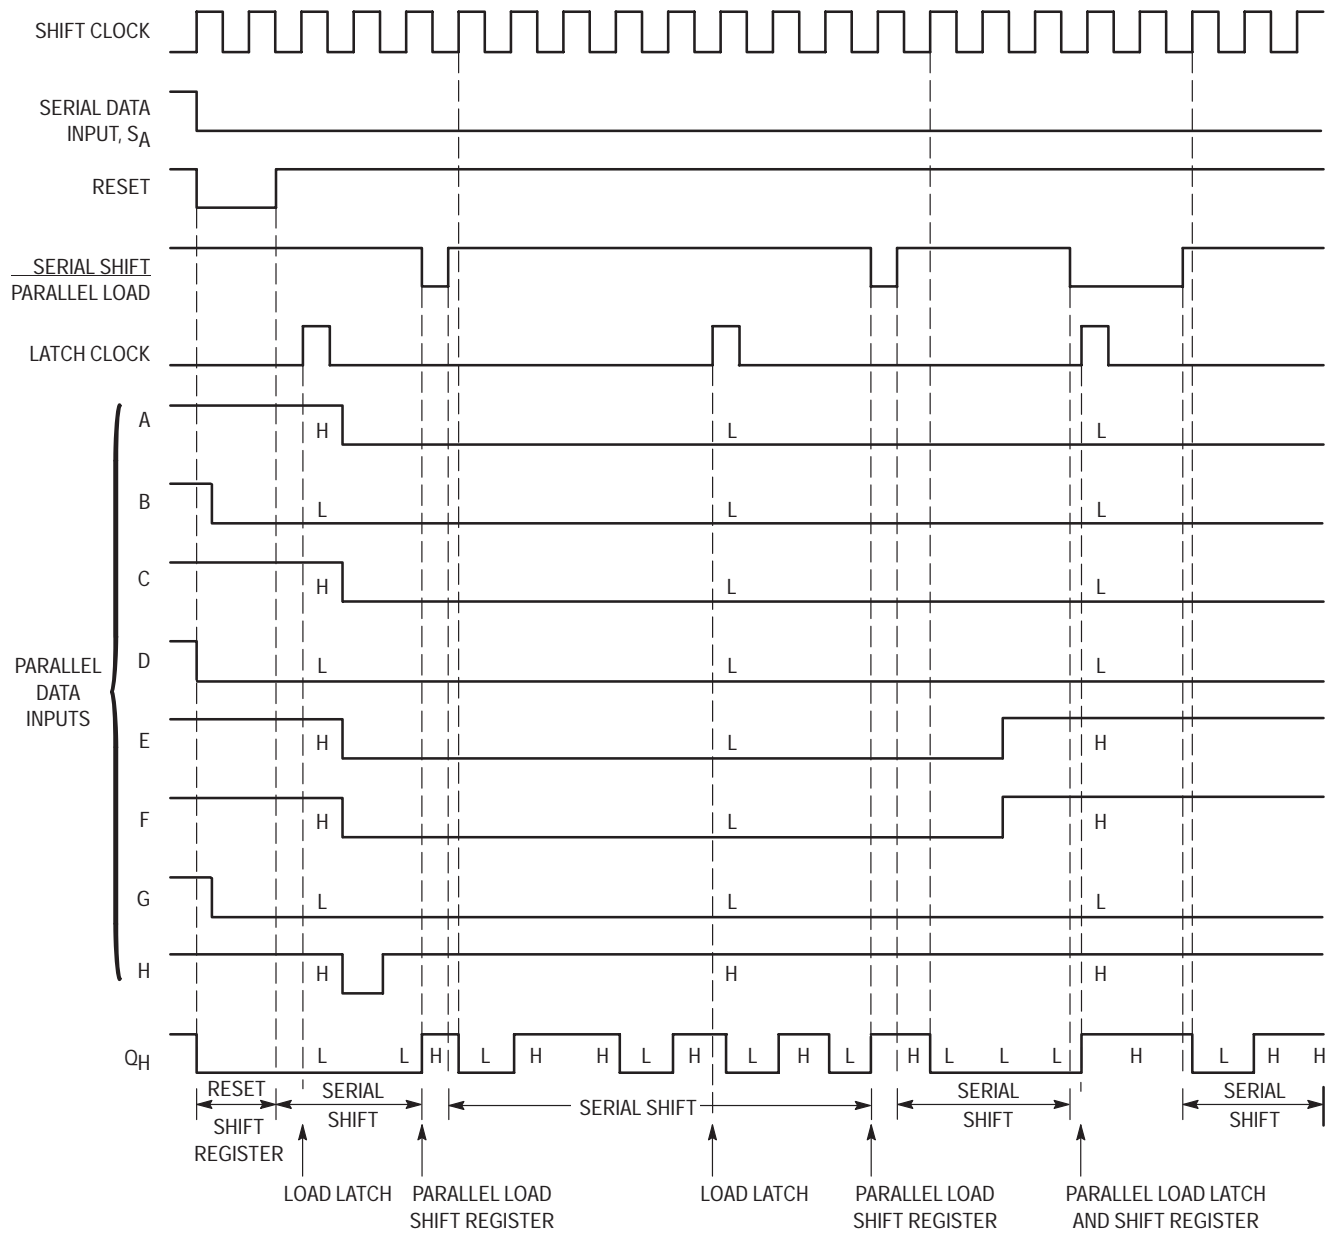 SHIFT CLOCK
SERIAL DATA
INPUT, SA
RESET
SERIAL SHIFT
PARALLEL LOAD
LATCH CLOCK
A
H L L
B
L L L
C
H L L
D
L L L
PARALLEL
DATA
INPUTS
E
H L H
F
H L H
G
L L L
H
H H H
QH
L L H L H H L H L H L H L L L H L H H
RESET
SHIFT
REGISTER
SERIAL
SHIFT
SERIAL SHIFT
SERIAL
SHIFT
SERIAL
SHIFT
LOAD LATCH
PARALLEL LOAD
SHIFT REGISTER
LOAD LATCH
PARALLEL LOAD
SHIFT REGISTER
PARALLEL LOAD LATCH
AND SHIFT REGISTER